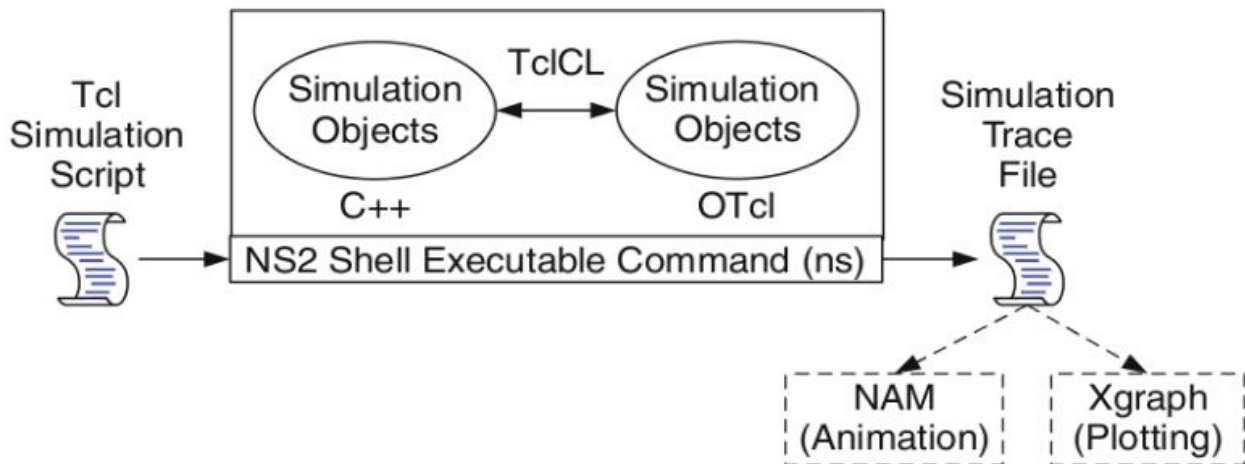 Tcl
Simulation
Script
Simulation
Objects
C++
TclCL
Simulation
Objects
OTcl
NS2 Shell Executable Command (ns)
Simulation
Trace
File
NAM
(Animation)
Xgraph
(Plotting)